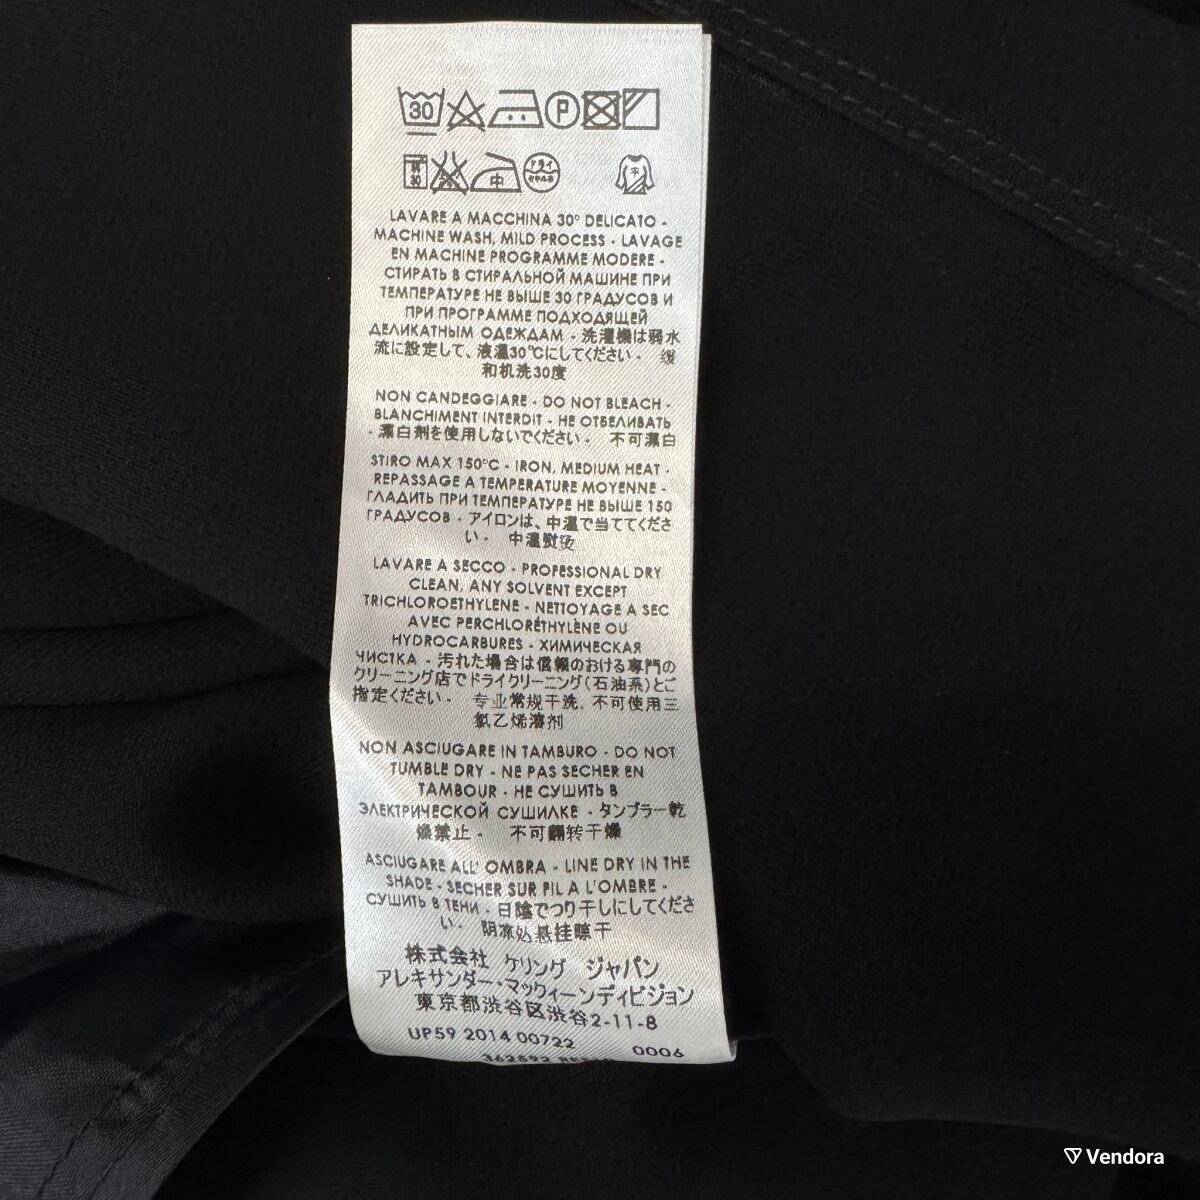 30 P
中
LAVARE A MACCHINA 30° DELICATO -
MACHINE WASH, MILD PROCESS - LAVAGE
EN MACHINE PROGRAMME MODERE -
СТИРАТЬ В СТИРАЛЬНОЙ МАШИНЕ ПРИ
ТЕМПЕРАТУРЕ НЕ ВЫШЕ 30 ГРАДУСОВ И
ПРИ ПРОГРАММЕ ПОДХОДЯЩЕЙ
ДЕЛИКАТНЫМ ОДЕЖДАМ - 洗濯機は弱水
流に設定して、液温30℃にしてください - 缓
和机洗30度
NON CANDEGGIARE - DO NOT BLEACH -
BLANCHIMENT INTERDIT - НЕ ОТБЕЛИВАТЬ
- 漂白剤を使用しないでください - 不可漂白
STIRO MAX 150°C - IRON, MEDIUM HEAT -
REPASSAGE A TEMPERATURE MOYENNE -
ГЛАДИТЬ ПРИ ТЕМПЕРАТУРЕ НЕ ВЫШЕ 150
ГРАДУСОВ - アイロンは、中温で当ててくださ
い - 中温熨烫
LAVARE A SECCO - PROFESSIONAL DRY
CLEAN, ANY SOLVENT EXCEPT
TRICHLOROETHYLENE - NETTOYAGE A SEC
AVEC PERCHLORÉTHYLÈNE OU
HYDROCARBURES - ХИМИЧЕСКАЯ
ЧИСТКА - 汚れた場合は信頼のおける専門の
クリーニング店でドライクリーニング(石油系)とご
指定ください - 专业常规干洗, 不可使用三
氯乙烯溶剂
NON ASCIUGARE IN TAMBURO - DO NOT
TUMBLE DRY - NE PAS SECHER EN
TAMBOUR - НЕ СУШИТЬ В
ЭЛЕКТРИЧЕСКОЙ СУШИЛКЕ - タンブラー乾
燥禁止 - 不可翻转干燥
ASCIUGARE ALL' OMBRA - LINE DRY IN THE
SHADE - SECHER SUR FIL A L'OMBRE -
СУШИТЬ В ТЕНИ - 日陰でつり干しにしてくださ
い - 阴凉处悬挂晾干
株式会社 ケリング ジャパン
アレキサンダー・マックィーンディビジョン
東京都渋谷区渋谷2-11-8
UP59 2014 00722 0006
362592
Vendora